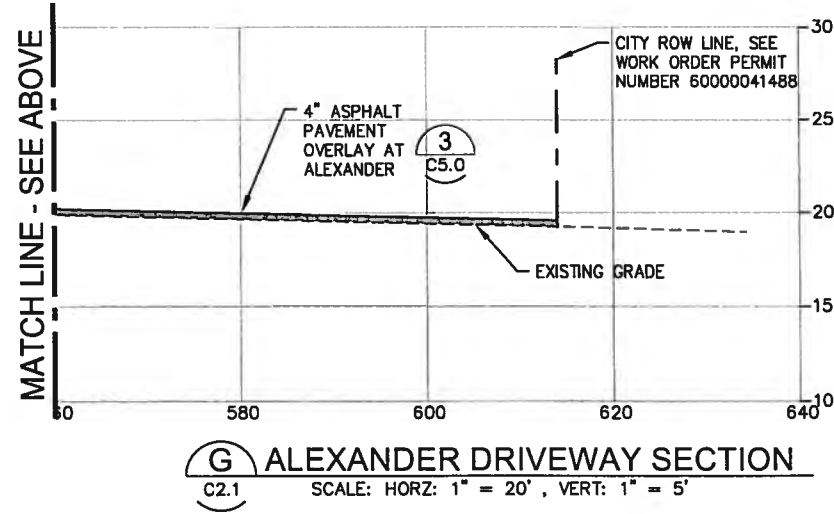 MATCH LINE - SEE ABOVE
30
CITY ROW LINE, SEE
WORK ORDER PERMIT
NUMBER 60000041488
25
4" ASPHALT
PAVEMENT
OVERLAY AT
ALEXANDER
3
C5.0
20
EXISTING GRADE
15
10
60
580
600
620
640
G
C2.1
ALEXANDER DRIVEWAY SECTION
SCALE: HORZ: 1" = 20' , VERT: 1" = 5'